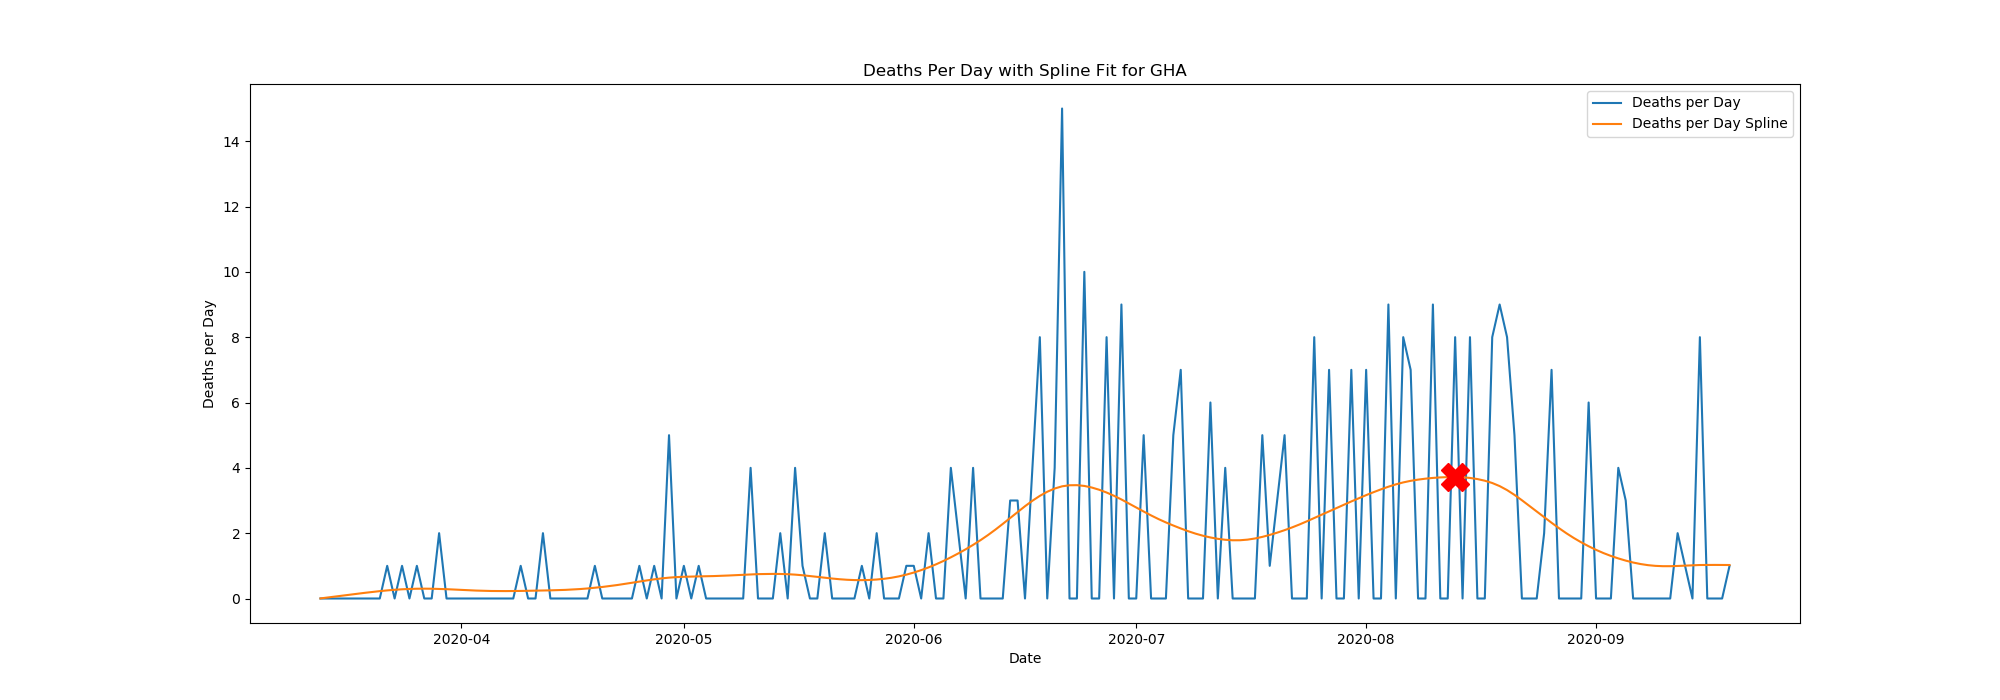 Deaths Per Day with Spline Fit for GHA
Deaths per Day
Deaths per Day Spline
14
12
10
8
6
4
2
0
Deaths per Day
2020-04 2020-05 2020-06 2020-07 2020-08 2020-09
Date